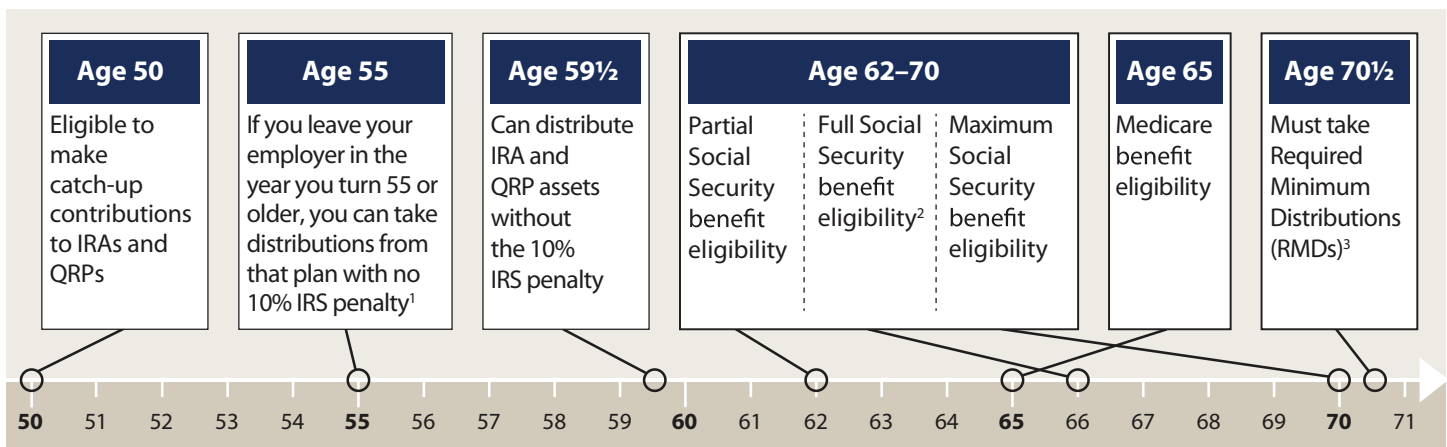 Age 50
Eligible to
make
catch-up
contributions
to IRAs and
QRPs
Age 55
If you leave your
employer in the
year you turn 55 or
older, you can take
distributions from
that plan with no
10% IRS penalty¹
Age 59½
Can distribute
IRA and
QRP assets
without
the 10%
IRS penalty
Age 62–70
Partial
Social
Security
benefit
eligibility
Full Social
Security
benefit
eligibility²
Maximum
Social
Security
benefit
eligibility
Age 65
Medicare
benefit
eligibility
Age 70½
Must take
Required
Minimum
Distributions
(RMDs)³
50 51 52 53 54 55 56 57 58 59 60 61 62 63 64 65 66 67 68 69 70 71